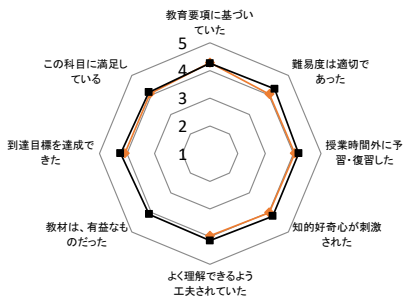 教育要項に基づい
ていた
この科目に満足し
ている
難易度は適切で
あった
5
4
3
2
1
到達目標を達成で
きた
授業時間外に予
習・復習した
教材は、有益なも
のだった
知的好奇心が刺激
された
よく理解できるよう
工夫されていた